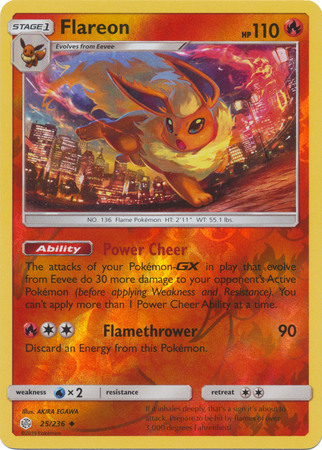 STAGE 1 Flareon HP 110
Evolves from Eevee
NO. 136 Flame Pokémon HT: 2'11" WT: 55.1 lbs.
Ability Power Cheer
The attacks of your Pokémon-GX in play that evolve
from Eevee do 30 more damage to your opponent's Active
Pokémon (before applying Weakness and Resistance). You
can't apply more than 1 Power Cheer Ability at a time.
Flamethrower 90
Discard an Energy from this Pokémon.
weakness ×2 resistance retreat
Illus. AKIRA EGAWA
25/236
©2019 Pokémon
If it inhales deeply, that's a sign it's about to
attack. Prepare to be hit by flames of over
3,000 degrees Fahrenheit.